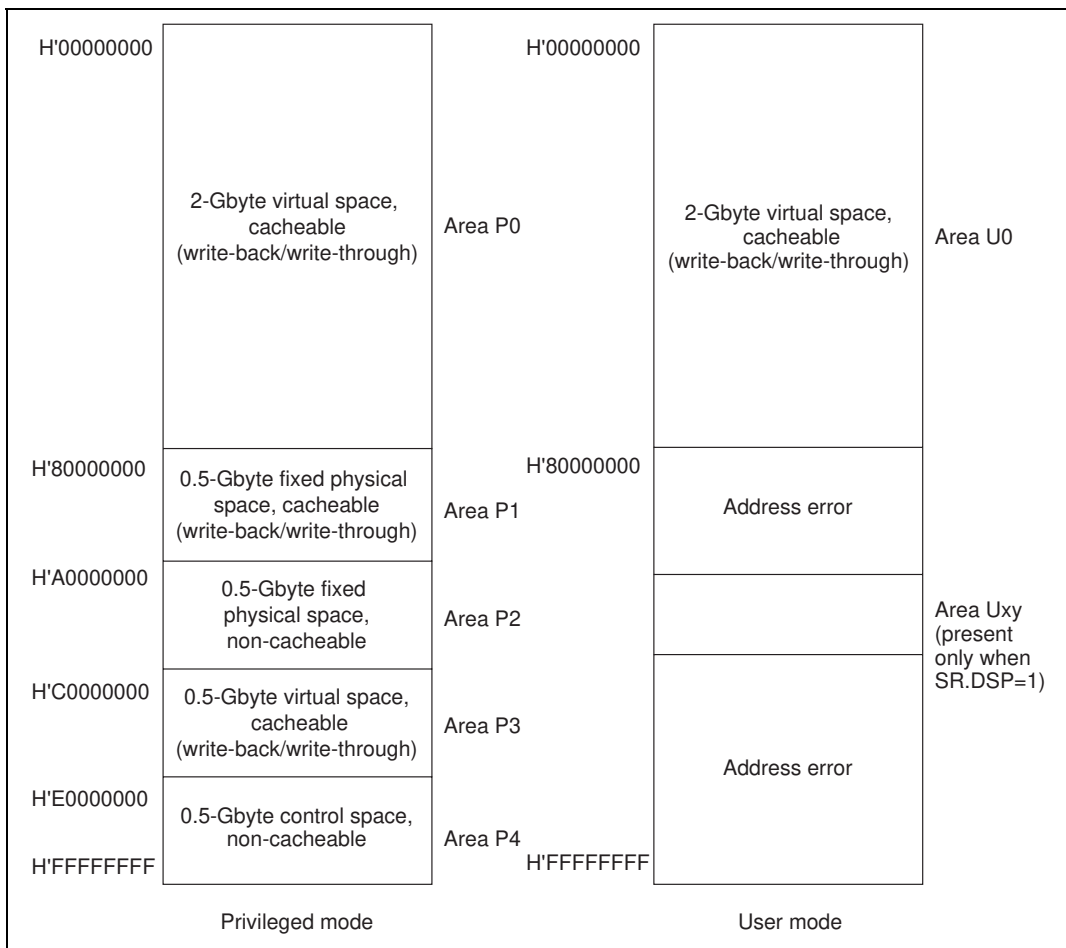 H'00000000
2-Gbyte virtual space,
cacheable
(write-back/write-through)
Area P0
H'80000000
0.5-Gbyte fixed physical
space, cacheable
(write-back/write-through)
Area P1
H'A0000000
0.5-Gbyte fixed
physical space,
non-cacheable
Area P2
H'C0000000
0.5-Gbyte virtual space,
cacheable
(write-back/write-through)
Area P3
H'E0000000
0.5-Gbyte control space,
non-cacheable
Area P4
H'FFFFFFFF
Privileged mode
H'00000000
2-Gbyte virtual space,
cacheable
(write-back/write-through)
Area U0
H'80000000
Address error
Area Uxy
(present
only when
SR.DSP=1)
Address error
H'FFFFFFFF
User mode